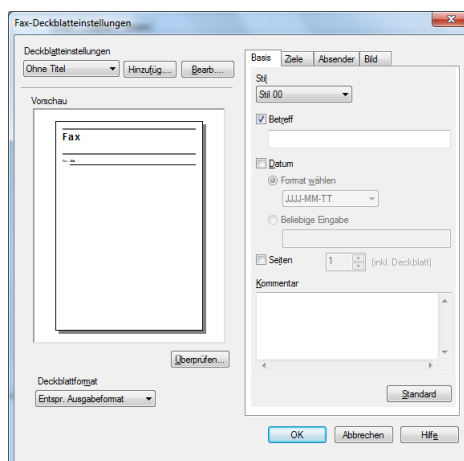 Fax-Deckblatteinstellungen
Deckblatteinstellungen
Ohne Titel
Hinzufüg....
Bearb....
Vorschau
Fax
Überprüfen...
Deckblattformat
Entspr. Ausgabeformat
Basis
Ziele
Absender
Bild
Stil
Stil 00
Betreff
Datum
Format wählen
JJJJ-MM-TT
Beliebige Eingabe
Seiten
1
(inkl. Deckblatt)
Kommentar
Standard
OK
Abbrechen
Hilfe